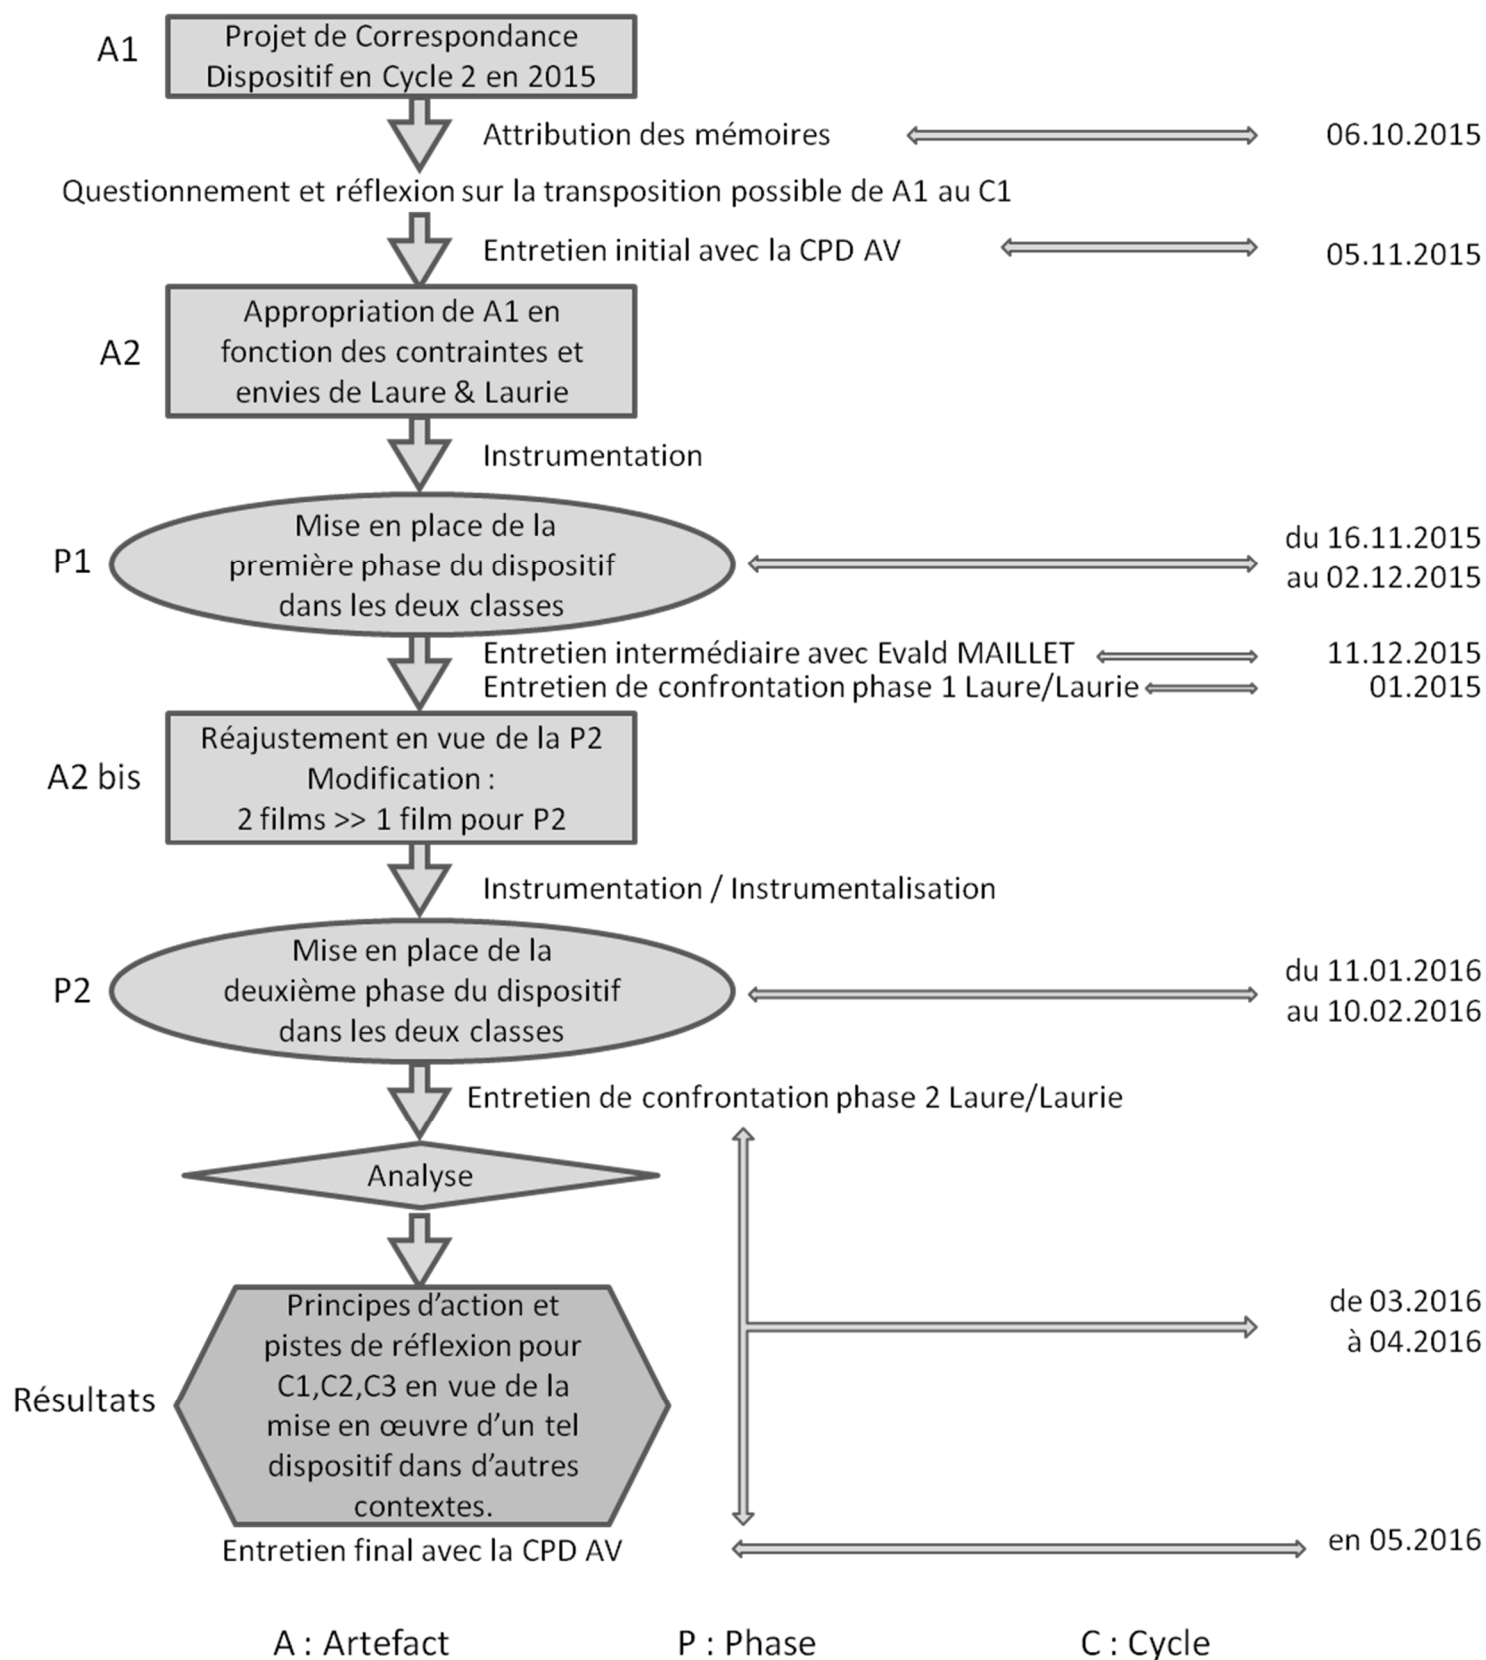 A1
Projet de Correspondance
Dispositif en Cycle 2 en 2015
Attribution des mémoires
06.10.2015
Questionnement et réflexion sur la transposition possible de A1 au C1
Entretien initial avec la CPD AV
05.11.2015
A2
Appropriation de A1 en
fonction des contraintes et
envies de Laure & Laurie
Instrumentation
P1
Mise en place de la
première phase du dispositif
dans les deux classes
du 16.11.2015
au 02.12.2015
Entretien intermédiaire avec Evald MAILLET
11.12.2015
Entretien de confrontation phase 1 Laure/Laurie
01.2015
A2 bis
Réajustement en vue de la P2
Modification :
2 films >> 1 film pour P2
Instrumentation / Instrumentalisation
P2
Mise en place de la
deuxième phase du dispositif
dans les deux classes
du 11.01.2016
au 10.02.2016
Entretien de confrontation phase 2 Laure/Laurie
Analyse
Résultats
Principes d’action et
pistes de réflexion pour
C1,C2,C3 en vue de la
mise en œuvre d’un tel
dispositif dans d’autres
contextes.
de 03.2016
à 04.2016
Entretien final avec la CPD AV
en 05.2016
A : Artefact
P : Phase
C : Cycle